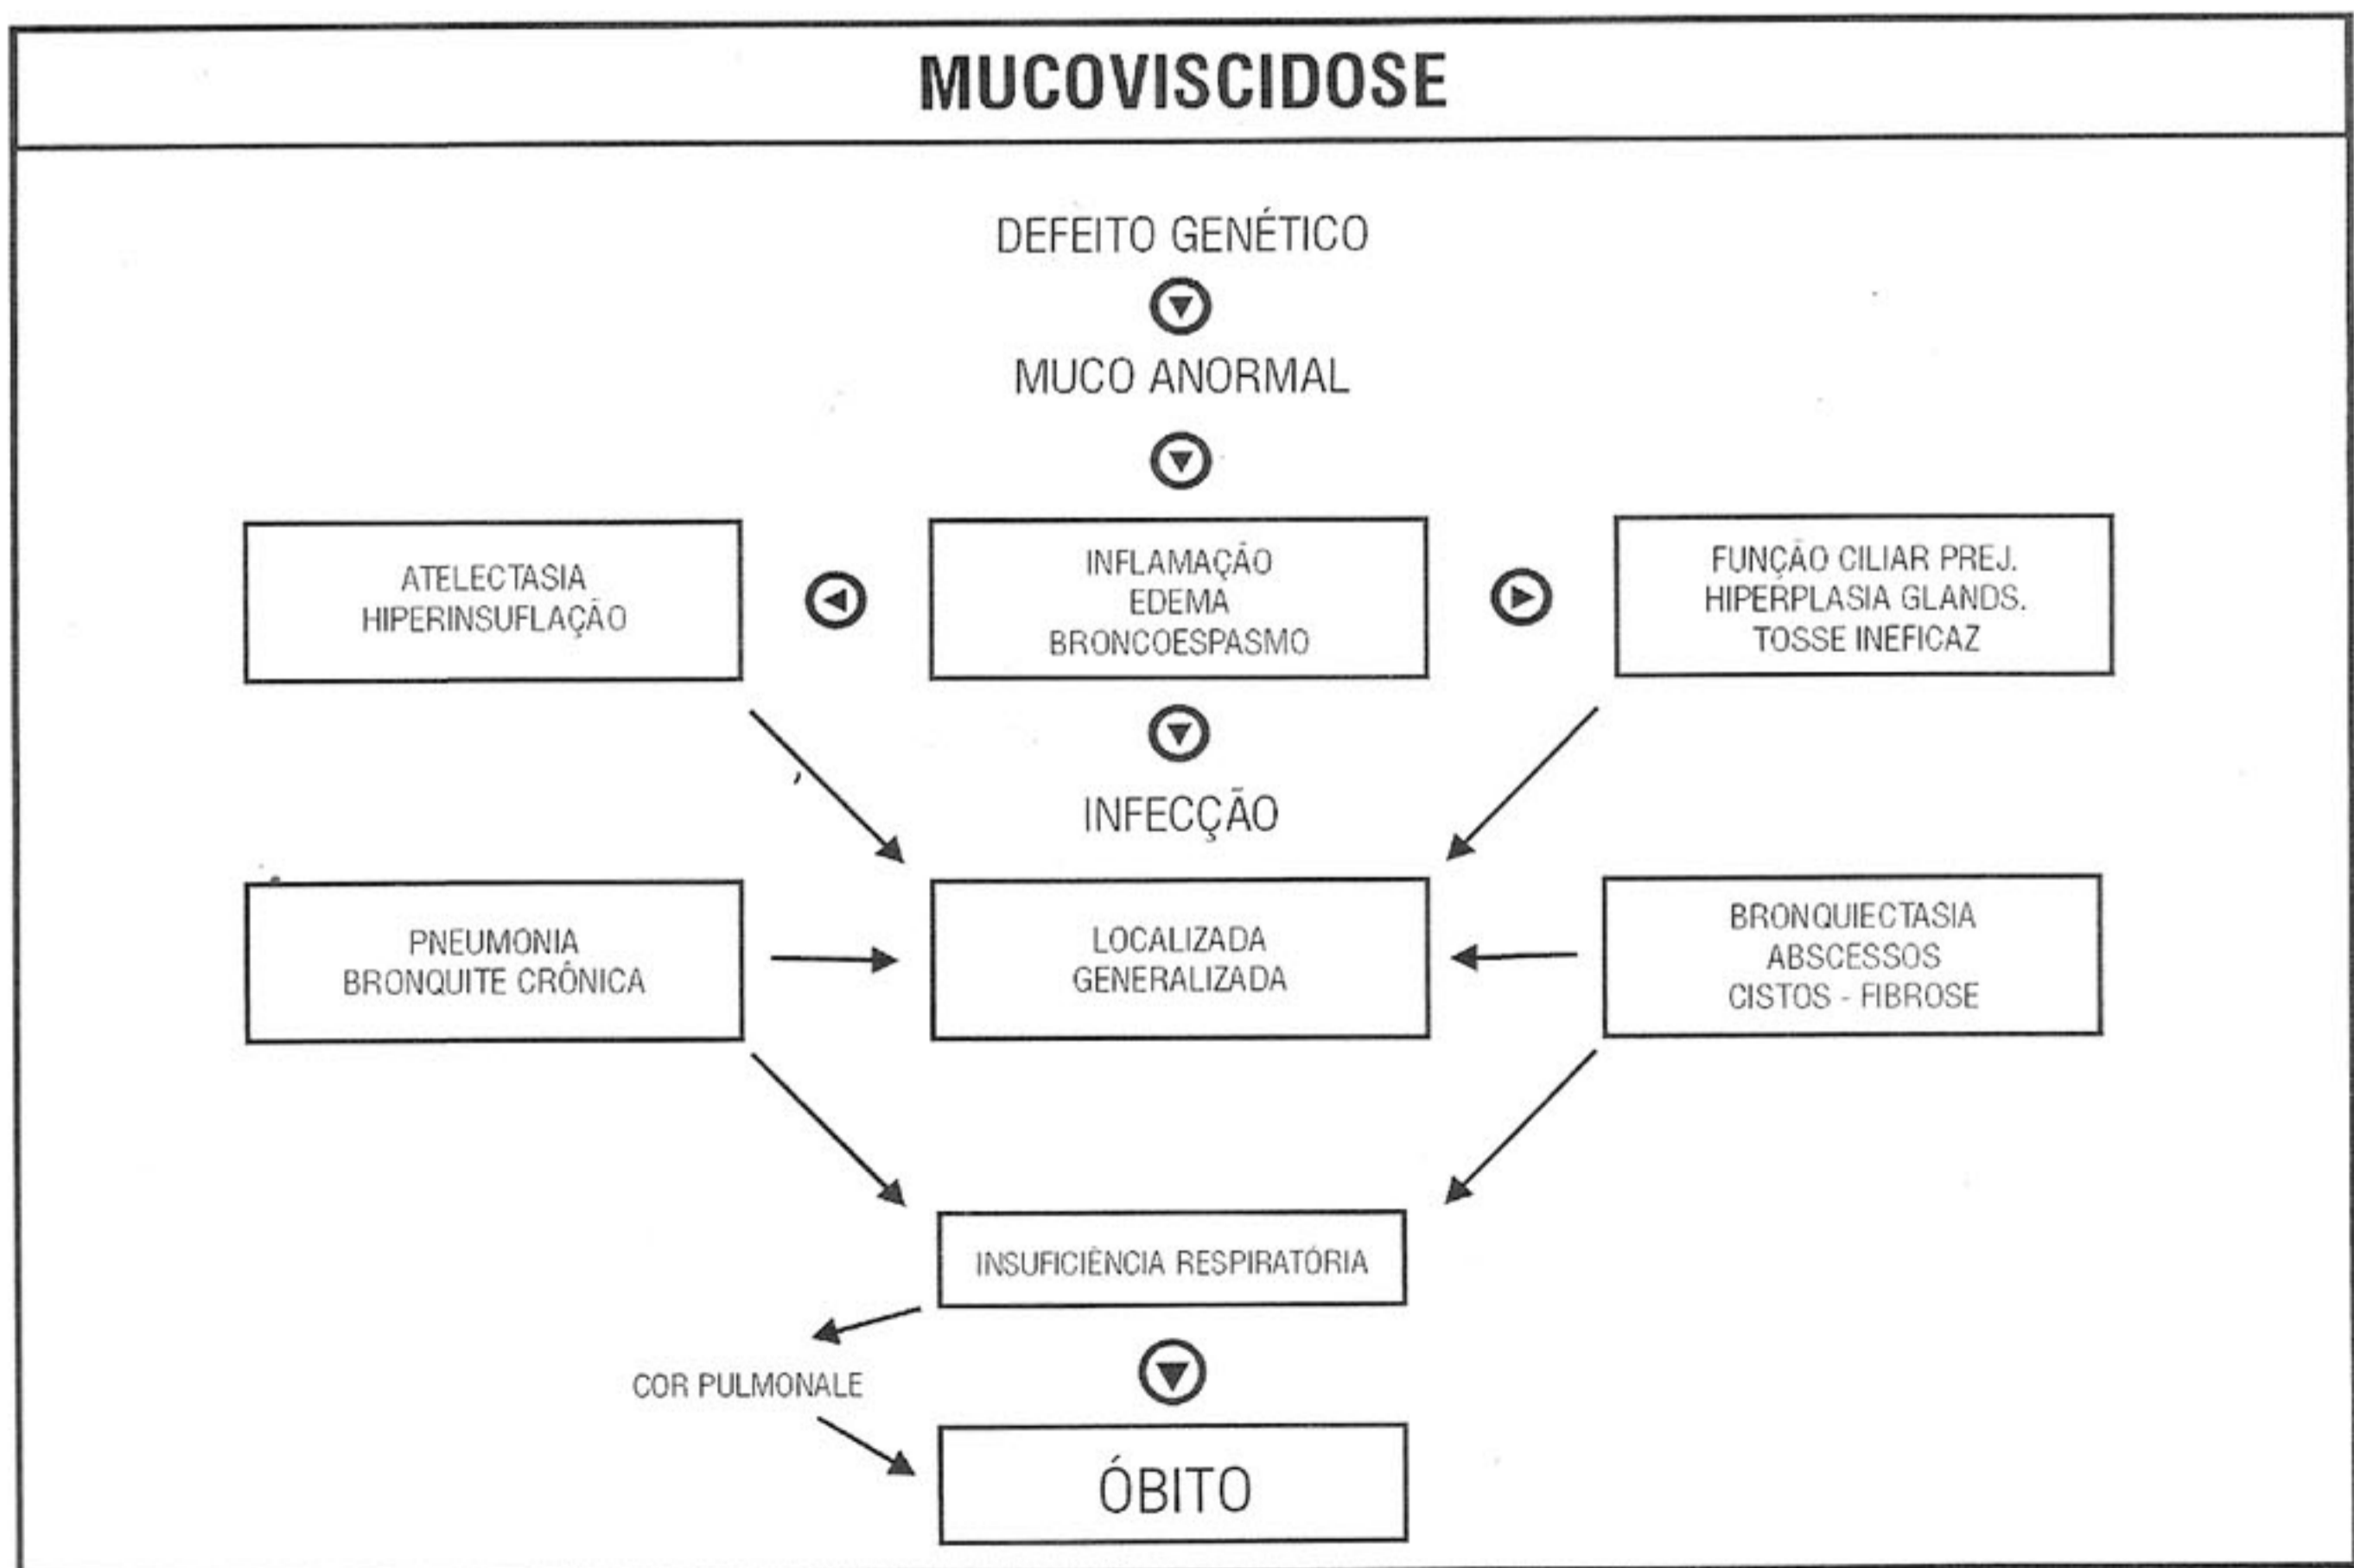 MUCOVISCIDOSE
DEFEITO GENÉTICO
MUCO ANORMAL
ATELECTASIA
HIPERINSUFLAÇÃO
INFLAMAÇÃO
EDEMA
BRONCOESPASMO
FUNÇÃO CILIAR PREJ.
HIPERPLASIA GLANDS.
TOSSE INEFICAZ
INFECÇÃO
PNEUMONIA
BRONQUITE CRÔNICA
LOCALIZADA
GENERALIZADA
BRONQUIECTASIA
ABSCESSOS
CISTOS - FIBROSE
INSUFICIÊNCIA RESPIRATÓRIA
COR PULMONALE
ÓBITO